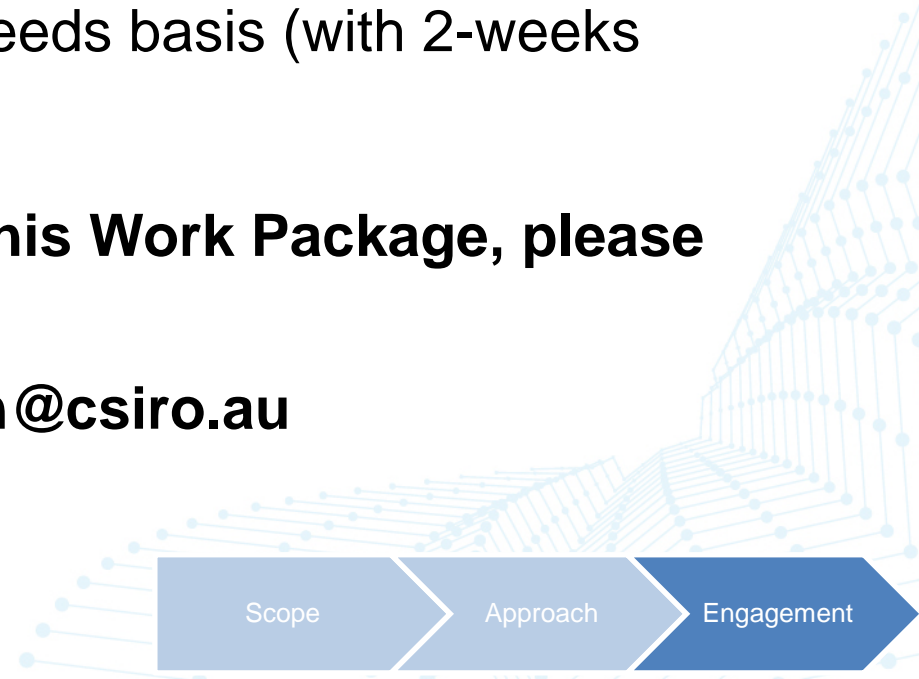 eeds basis (with 2-weeks
his Work Package, please
@csiro.au
Scope
Approach
Engagement